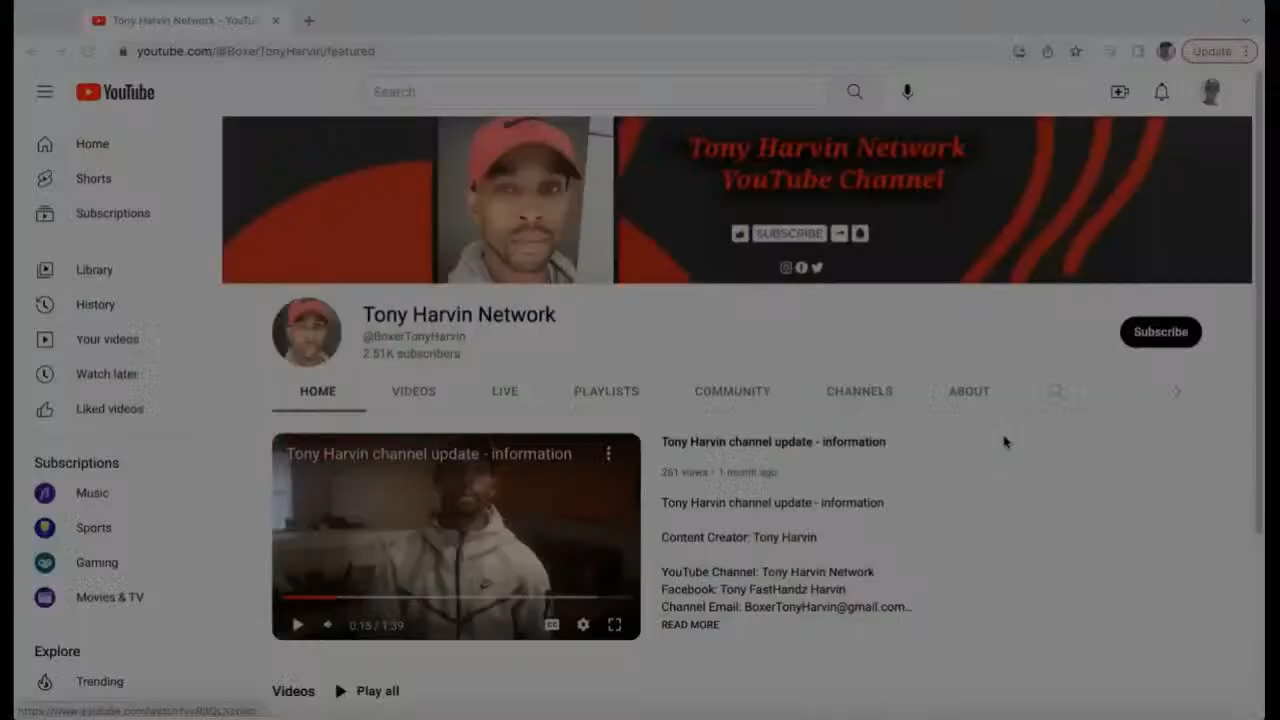 Tony Harvin Network - YouTu
youtube.com/@BoxerTonyHarvin/featured
Update
YouTube
Search
Home
Shorts
Subscriptions
Library
History
Your videos
Watch later
Liked videos
Subscriptions
Music
Sports
Gaming
Movies & TV
Explore
Trending
Tony Harvin Network
YouTube Channel
SUBSCRIBE
Tony Harvin Network
@BoxerTonyHarvin
2.51K subscribers
Subscribe
HOME VIDEOS LIVE PLAYLISTS COMMUNITY CHANNELS ABOUT
Tony Harvin channel update - information
0:15 / 1:39
Tony Harvin channel update - information
261 views 1 month ago
Tony Harvin channel update - information
Content Creator: Tony Harvin
YouTube Channel: Tony Harvin Network
Facebook: Tony FastHandz Harvin
Channel Email: BoxerTonyHarvin@gmail.com...
READ MORE
Videos Play all